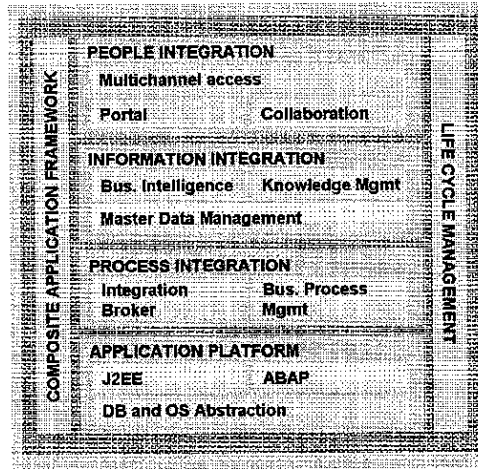 COMPOSITE APPLICATION FRAMEWORK
PEOPLE INTEGRATION
Multichannel access
Portal Collaboration
INFORMATION INTEGRATION
Bus. Intelligence Knowledge Mgmt
Master Data Management
PROCESS INTEGRATION
Integration Bus. Process
Broker Mgmt
APPLICATION PLATFORM
J2EE ABAP
DB and OS Abstraction
LIFE CYCLE MANAGEMENT